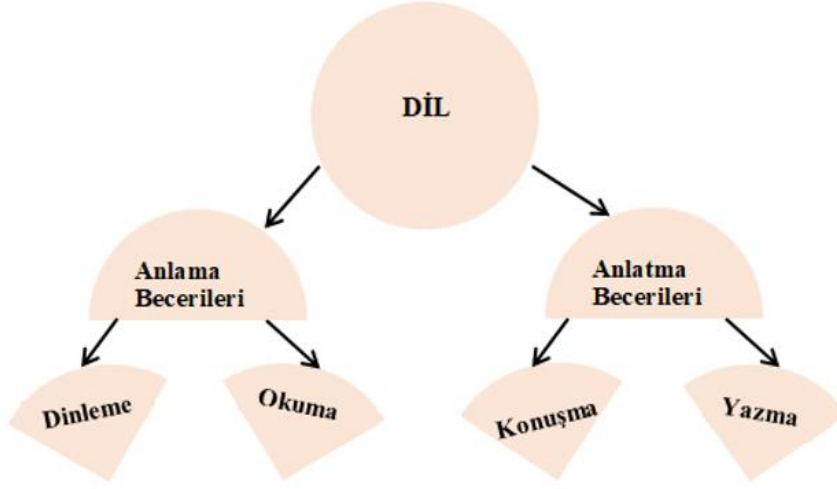 DİL
Anlama
Becerileri
Anlatma
Becerileri
Dinleme
Okuma
Konuşma
Yazma